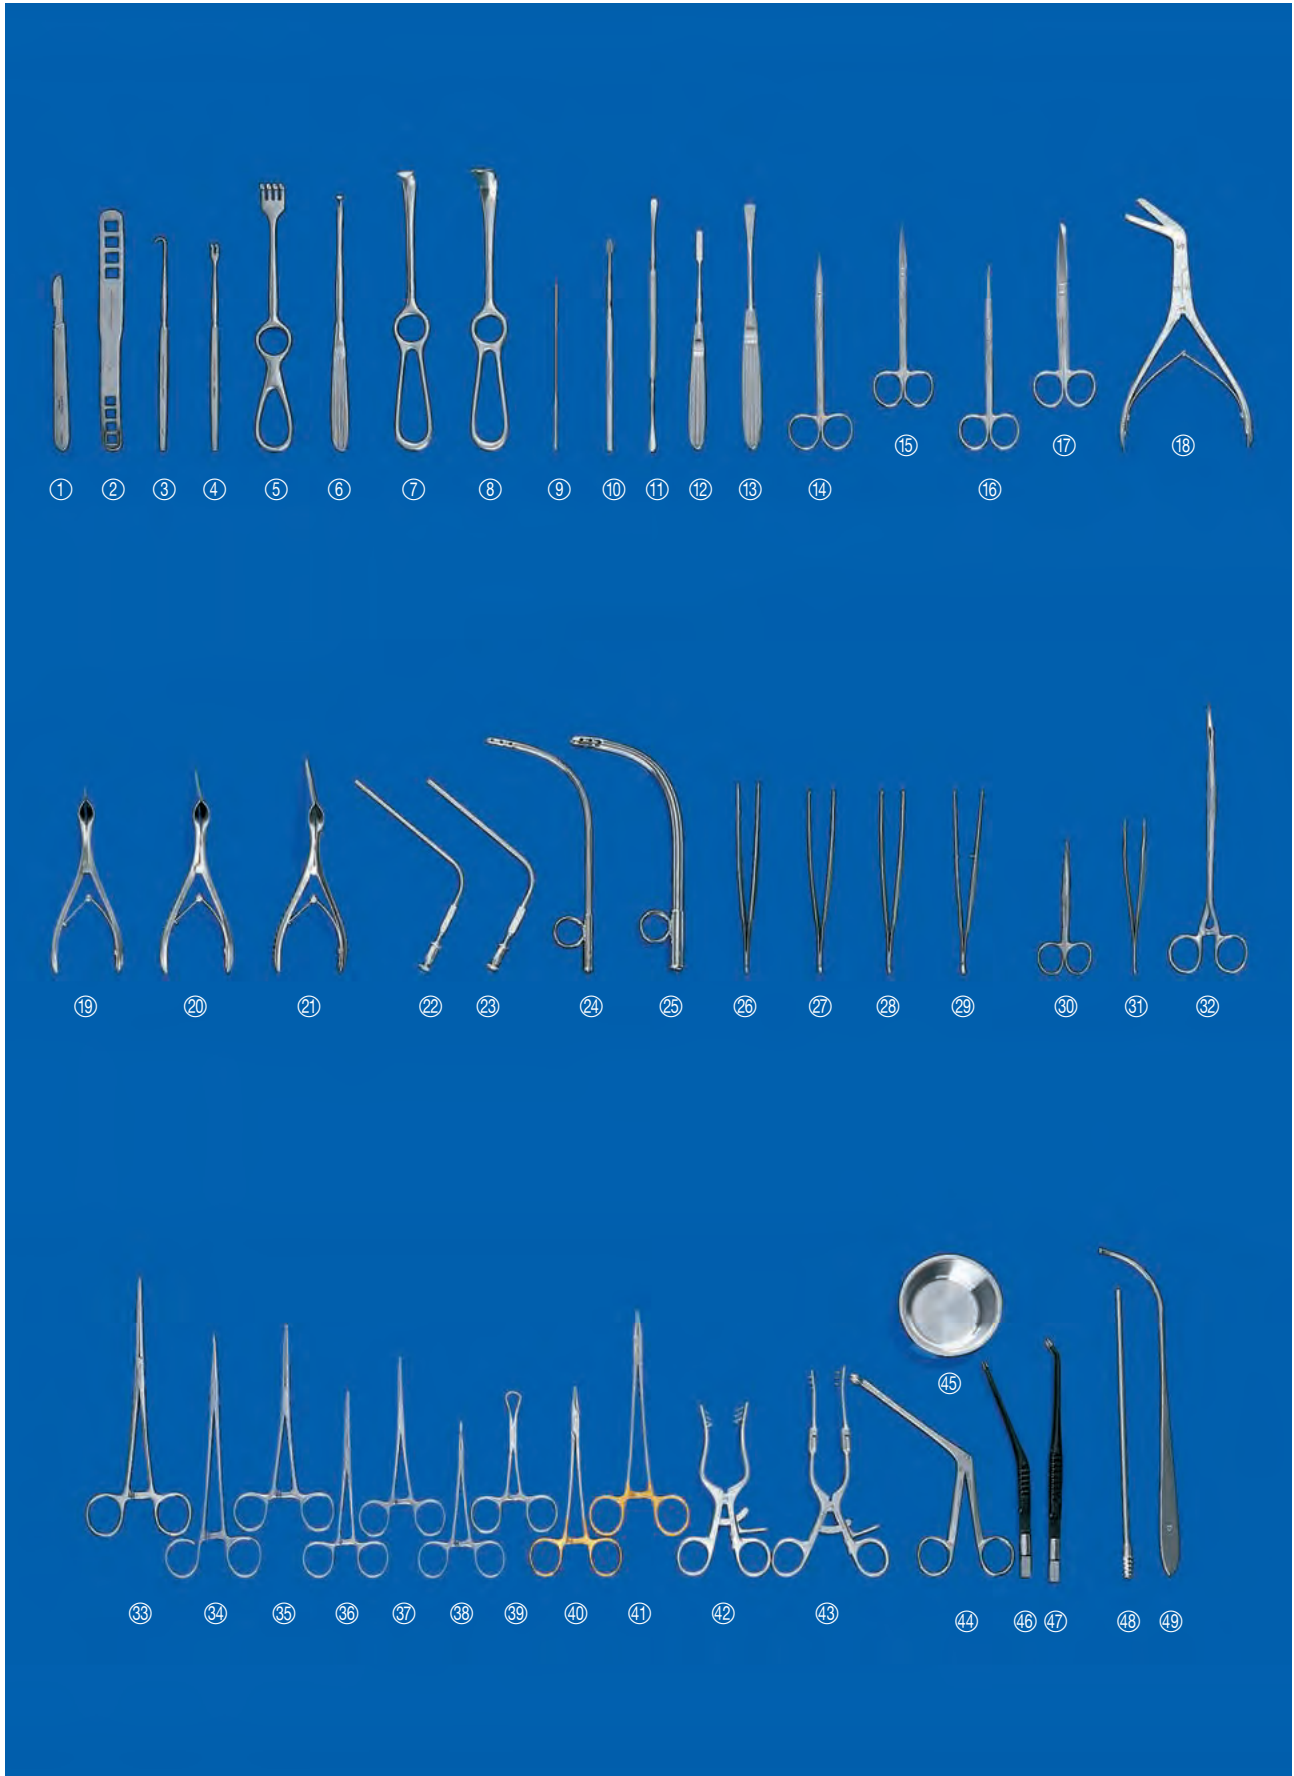 ① ② ③ ④ ⑤ ⑥ ⑦ ⑧ ⑨ ⑩ ⑪ ⑫ ⑬ ⑭ ⑮ ⑯ ⑰ ⑱
⑲ ⑳ ㉑ ㉒ ㉓ ㉔ ㉕ ㉖ ㉗ ㉘ ㉙ ㉚ ㉛ ㉜
㉝ ㉞ ㉟ ㊱ ㊲ ㊳ ㊴ ㊵ ㊶ ㊷ ㊸ ㊹ ㊺ ㊻ ㊼ ㊽ ㊾